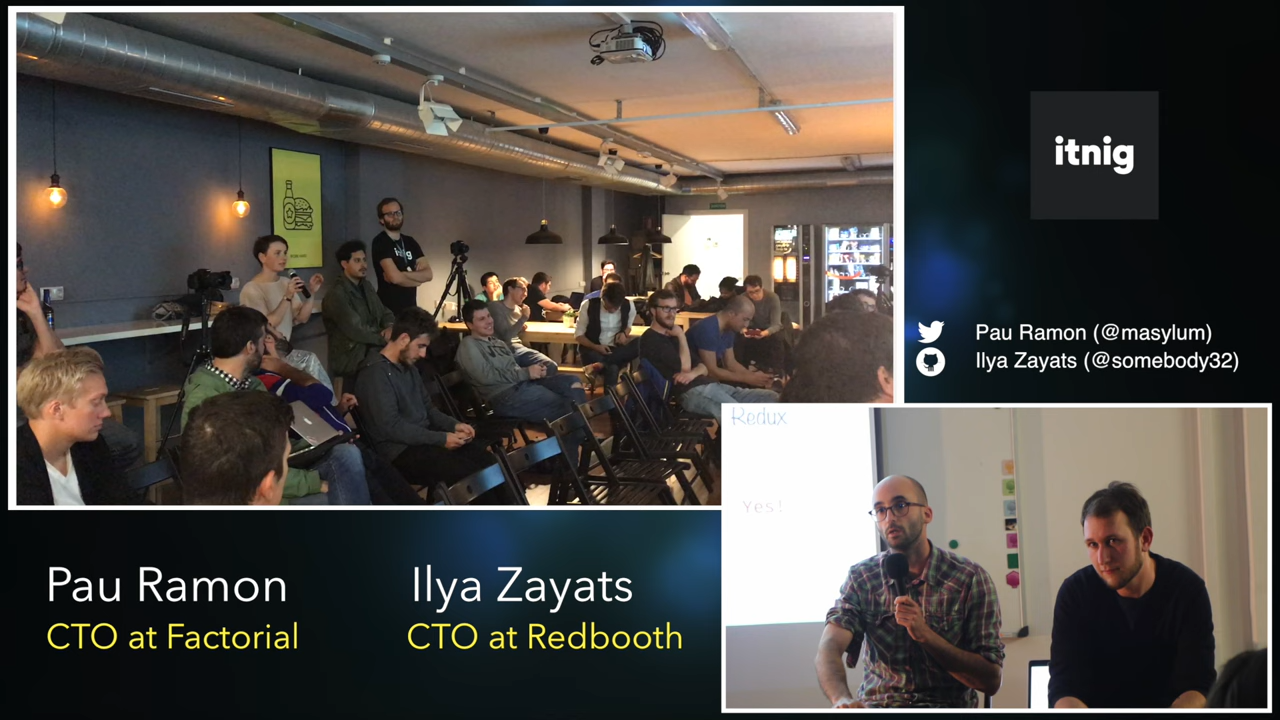 itnig
itnig
Pau Ramon (@masylum)
Ilya Zayats (@somebody32)
Redux
Yes!
Pau Ramon
CTO at Factorial
Ilya Zayats
CTO at Redbooth